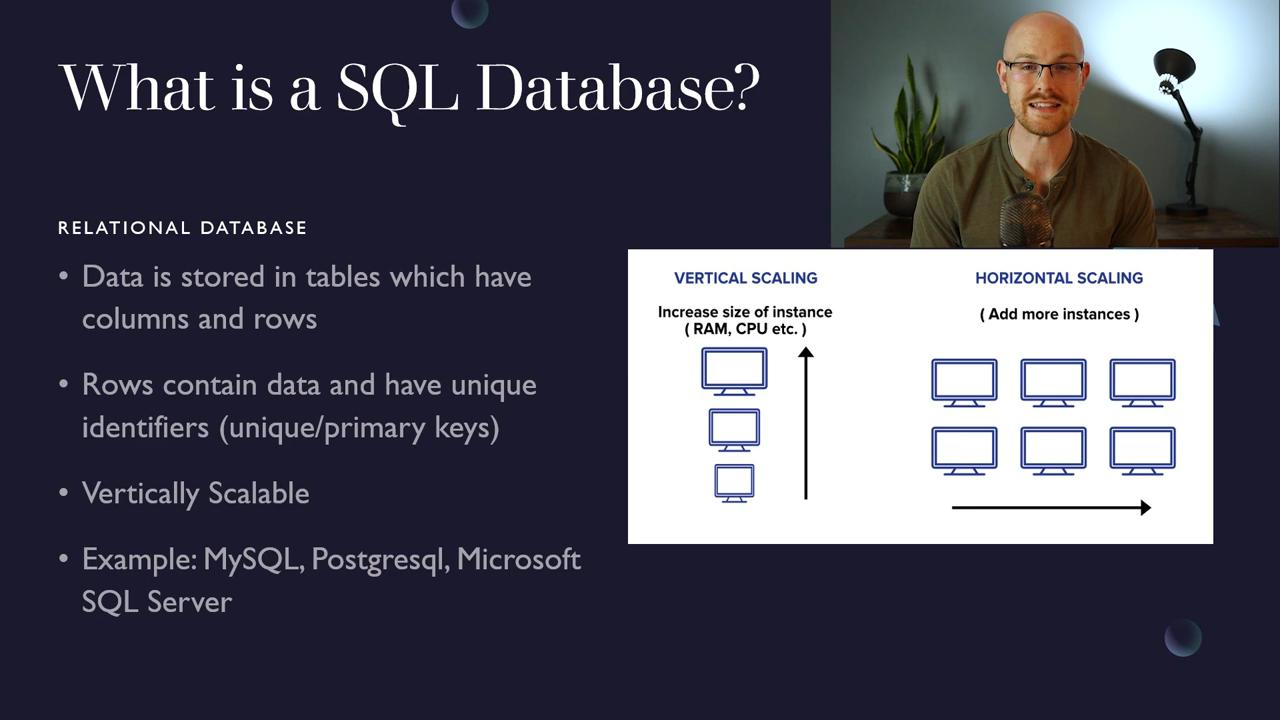 What is a SQL Database?
RELATIONAL DATABASE
• Data is stored in tables which have
columns and rows
• Rows contain data and have unique
identifiers (unique/primary keys)
• Vertically Scalable
• Example: MySQL, Postgresql, Microsoft
SQL Server
VERTICAL SCALING
Increase size of instance
( RAM, CPU etc. )
HORIZONTAL SCALING
( Add more instances )